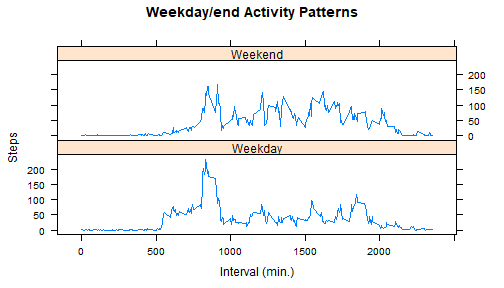 Weekday/end Activity Patterns
Weekend
200
150
100
50
0
Weekday
200
150
100
50
0
Steps
0 500 1000 1500 2000
Interval (min.)